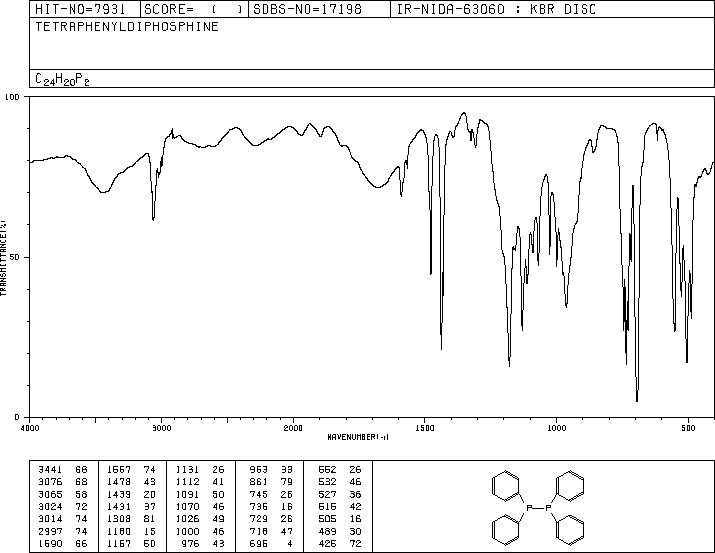 HIT-NO=7931 SCORE= ( ) SDBS-NO=17198 IR-NIDA-63060 : KBR DISC
TETRAPHENYLDIPHOSPHINE
C24H20P2
100
50
0
TRANSMITTANCE(%)
4000 3000 2000 1500 1000 500
WAVENUMBER(-1)
3441 68 1567 74 1131 26 963 33 552 26
3076 68 1478 43 1112 41 861 79 532 46
3065 58 1439 20 1091 50 745 26 527 36
3024 72 1431 37 1070 46 736 16 516 42
3014 74 1308 81 1026 49 729 26 505 16
2997 74 1180 15 1000 46 718 47 489 30
1590 66 1167 50 976 43 696 4 426 72
P P